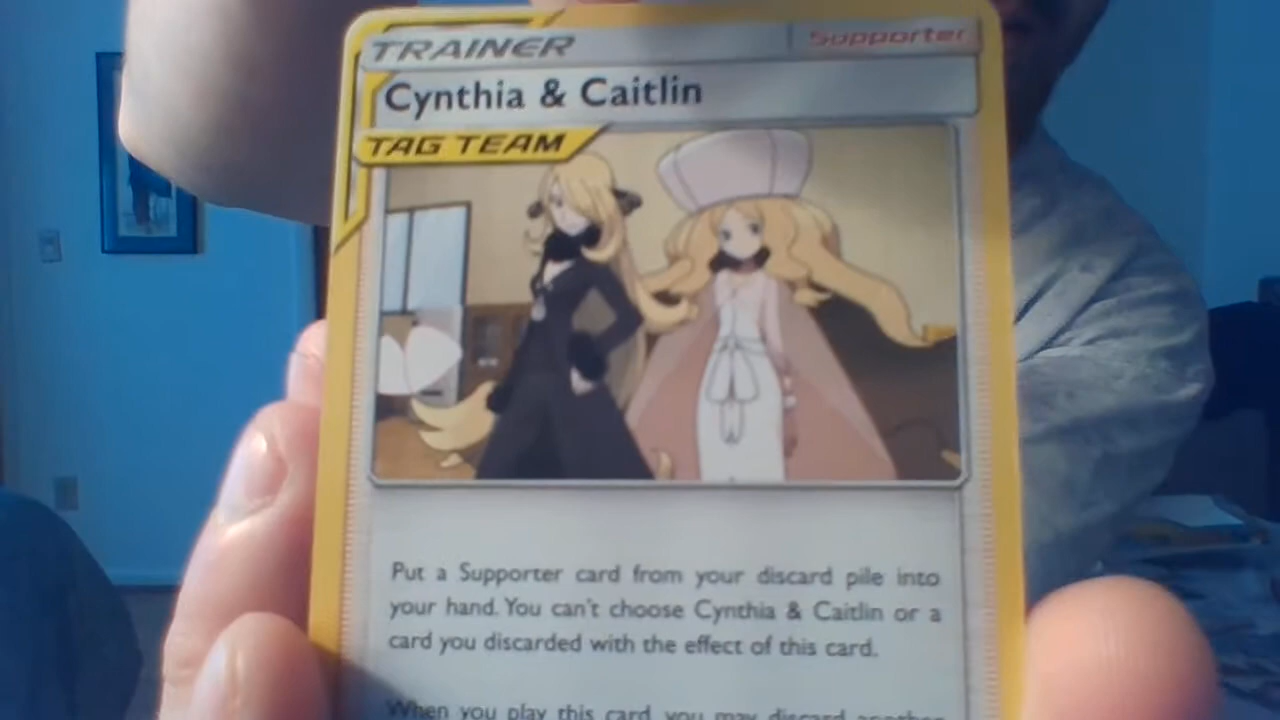 TRAINER Supporter
Cynthia & Caitlin
TAG TEAM
Put a Supporter card from your discard pile into
your hand. You can't choose Cynthia & Caitlin or a
card you discarded with the effect of this card.
When you play this card, you may discard another